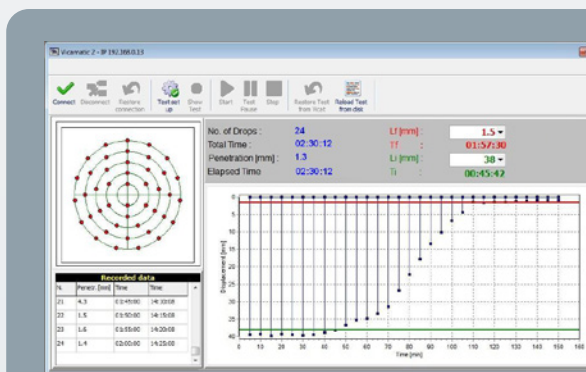 Vicamatic 2 - IP 192.168.0.13
Connect Disconnect Restore connection Test set up Show Test Start Test Pause Stop Restore Test from Vicat Reload Test from disk
No. of Drops : 24 Lf [mm] : 1.5
Total Time : 02:30:12 Tf : 01:57:30
Penetration [mm] : 1.3 Li [mm] : 38
Elapsed Time 02:30:12 Ti : 00:45:42
Recorded data
N. Penetr. [mm] Time Time
21 4.3 01:45:00 14:10:08
22 1.5 01:50:00 14:15:08
23 1.6 01:55:00 14:20:08
24 1.4 02:00:00 14:25:08
Displacement [mm]
0
5
10
15
20
25
30
35
40
0 10 20 30 40 50 60 70 80 90 100 110 120 130 140 150 160
Time [min]